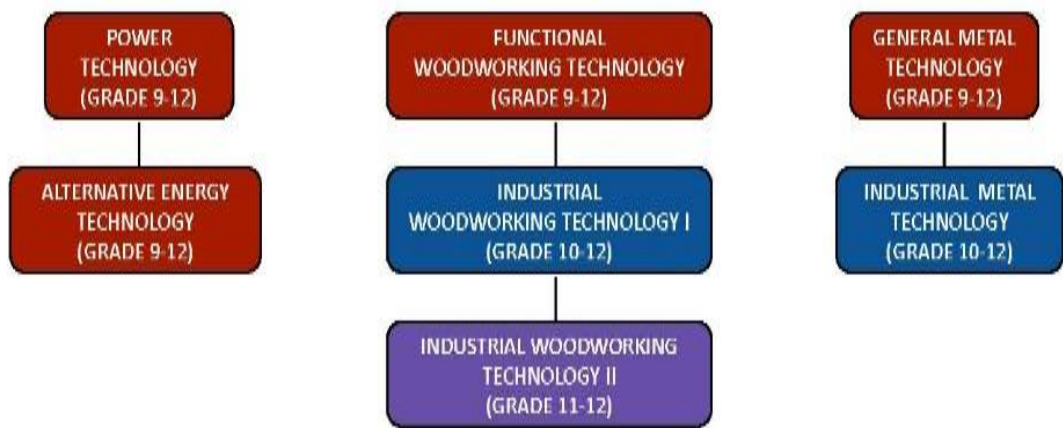 POWER
TECHNOLOGY
(GRADE 9-12)
FUNCTIONAL
WOODWORKING TECHNOLOGY
(GRADE 9-12)
GENERAL METAL
TECHNOLOGY
(GRADE 9-12)
ALTERNATIVE ENERGY
TECHNOLOGY
(GRADE 9-12)
INDUSTRIAL
WOODWORKING TECHNOLOGY I
(GRADE 10-12)
INDUSTRIAL METAL
TECHNOLOGY
(GRADE 10-12)
INDUSTRIAL WOODWORKING
TECHNOLOGY II
(GRADE 11-12)